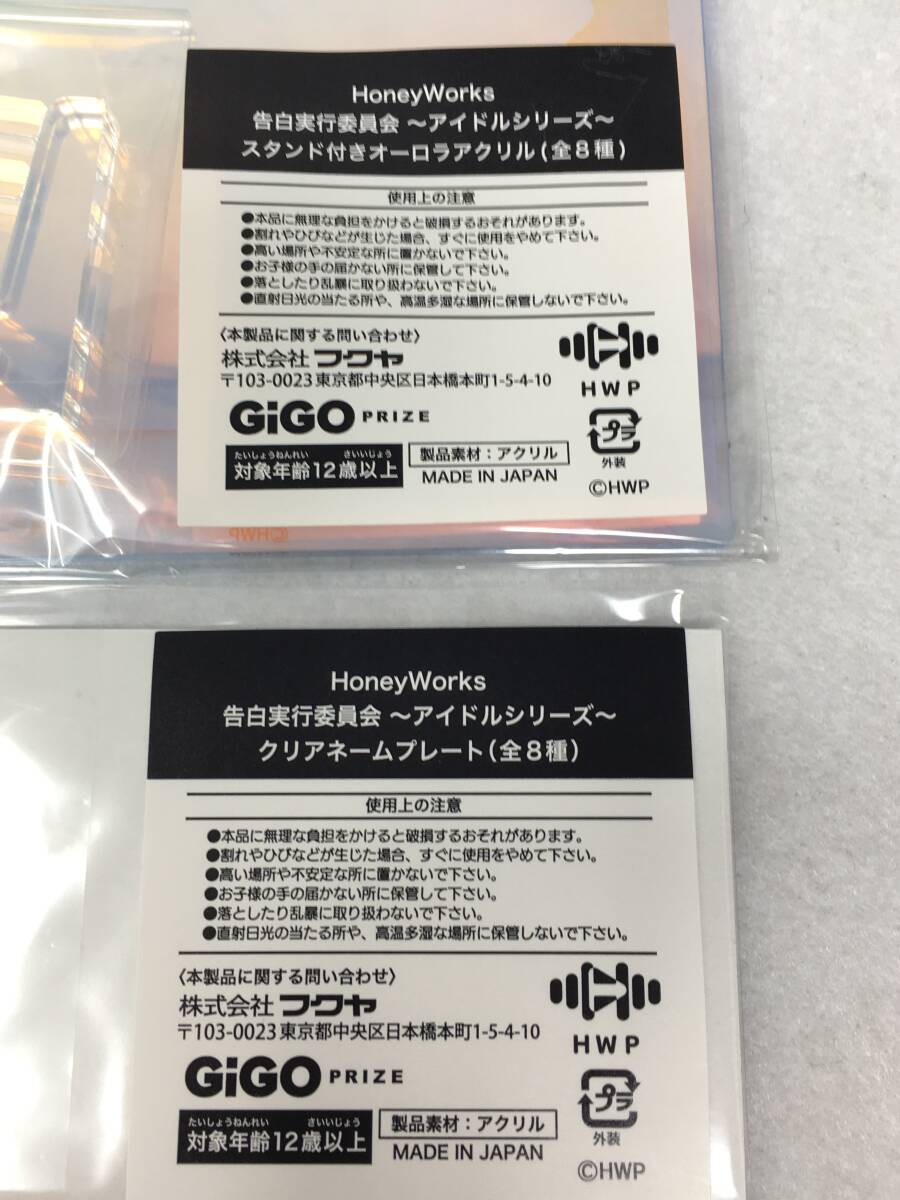 HoneyWorks
告白実行委員会 ～アイドルシリーズ～
スタンド付きオーロラアクリル(全8種)
使用上の注意
●本品に無理な負担をかけると破損するおそれがあります。
●割れやひびなどが生じた場合、すぐに使用をやめて下さい。
●高い場所や不安定な所に置かないで下さい。
●お子様の手の届かない所に保管して下さい。
●落としたり乱暴に取り扱わないで下さい。
●直射日光の当たる所や、高温多湿な場所に保管しないで下さい。
〈本製品に関する問い合わせ〉
株式会社フクヤ
〒103-0023 東京都中央区日本橋本町1-5-4-10
HWP
GiGO PRIZE
プラ
外装
たいしょうねんれい さいいじょう
対象年齢12歳以上
製品素材：アクリル
MADE IN JAPAN
©HWP
©HWP
HoneyWorks
告白実行委員会 ～アイドルシリーズ～
クリアネームプレート(全8種)
使用上の注意
●本品に無理な負担をかけると破損するおそれがあります。
●割れやひびなどが生じた場合、すぐに使用をやめて下さい。
●高い場所や不安定な所に置かないで下さい。
●お子様の手の届かない所に保管して下さい。
●落としたり乱暴に取り扱わないで下さい。
●直射日光の当たる所や、高温多湿な場所に保管しないで下さい。
〈本製品に関する問い合わせ〉
株式会社フクヤ
〒103-0023 東京都中央区日本橋本町1-5-4-10
HWP
GiGO PRIZE
プラ
外装
たいしょうねんれい さいいじょう
対象年齢12歳以上
製品素材：アクリル
MADE IN JAPAN
©HWP